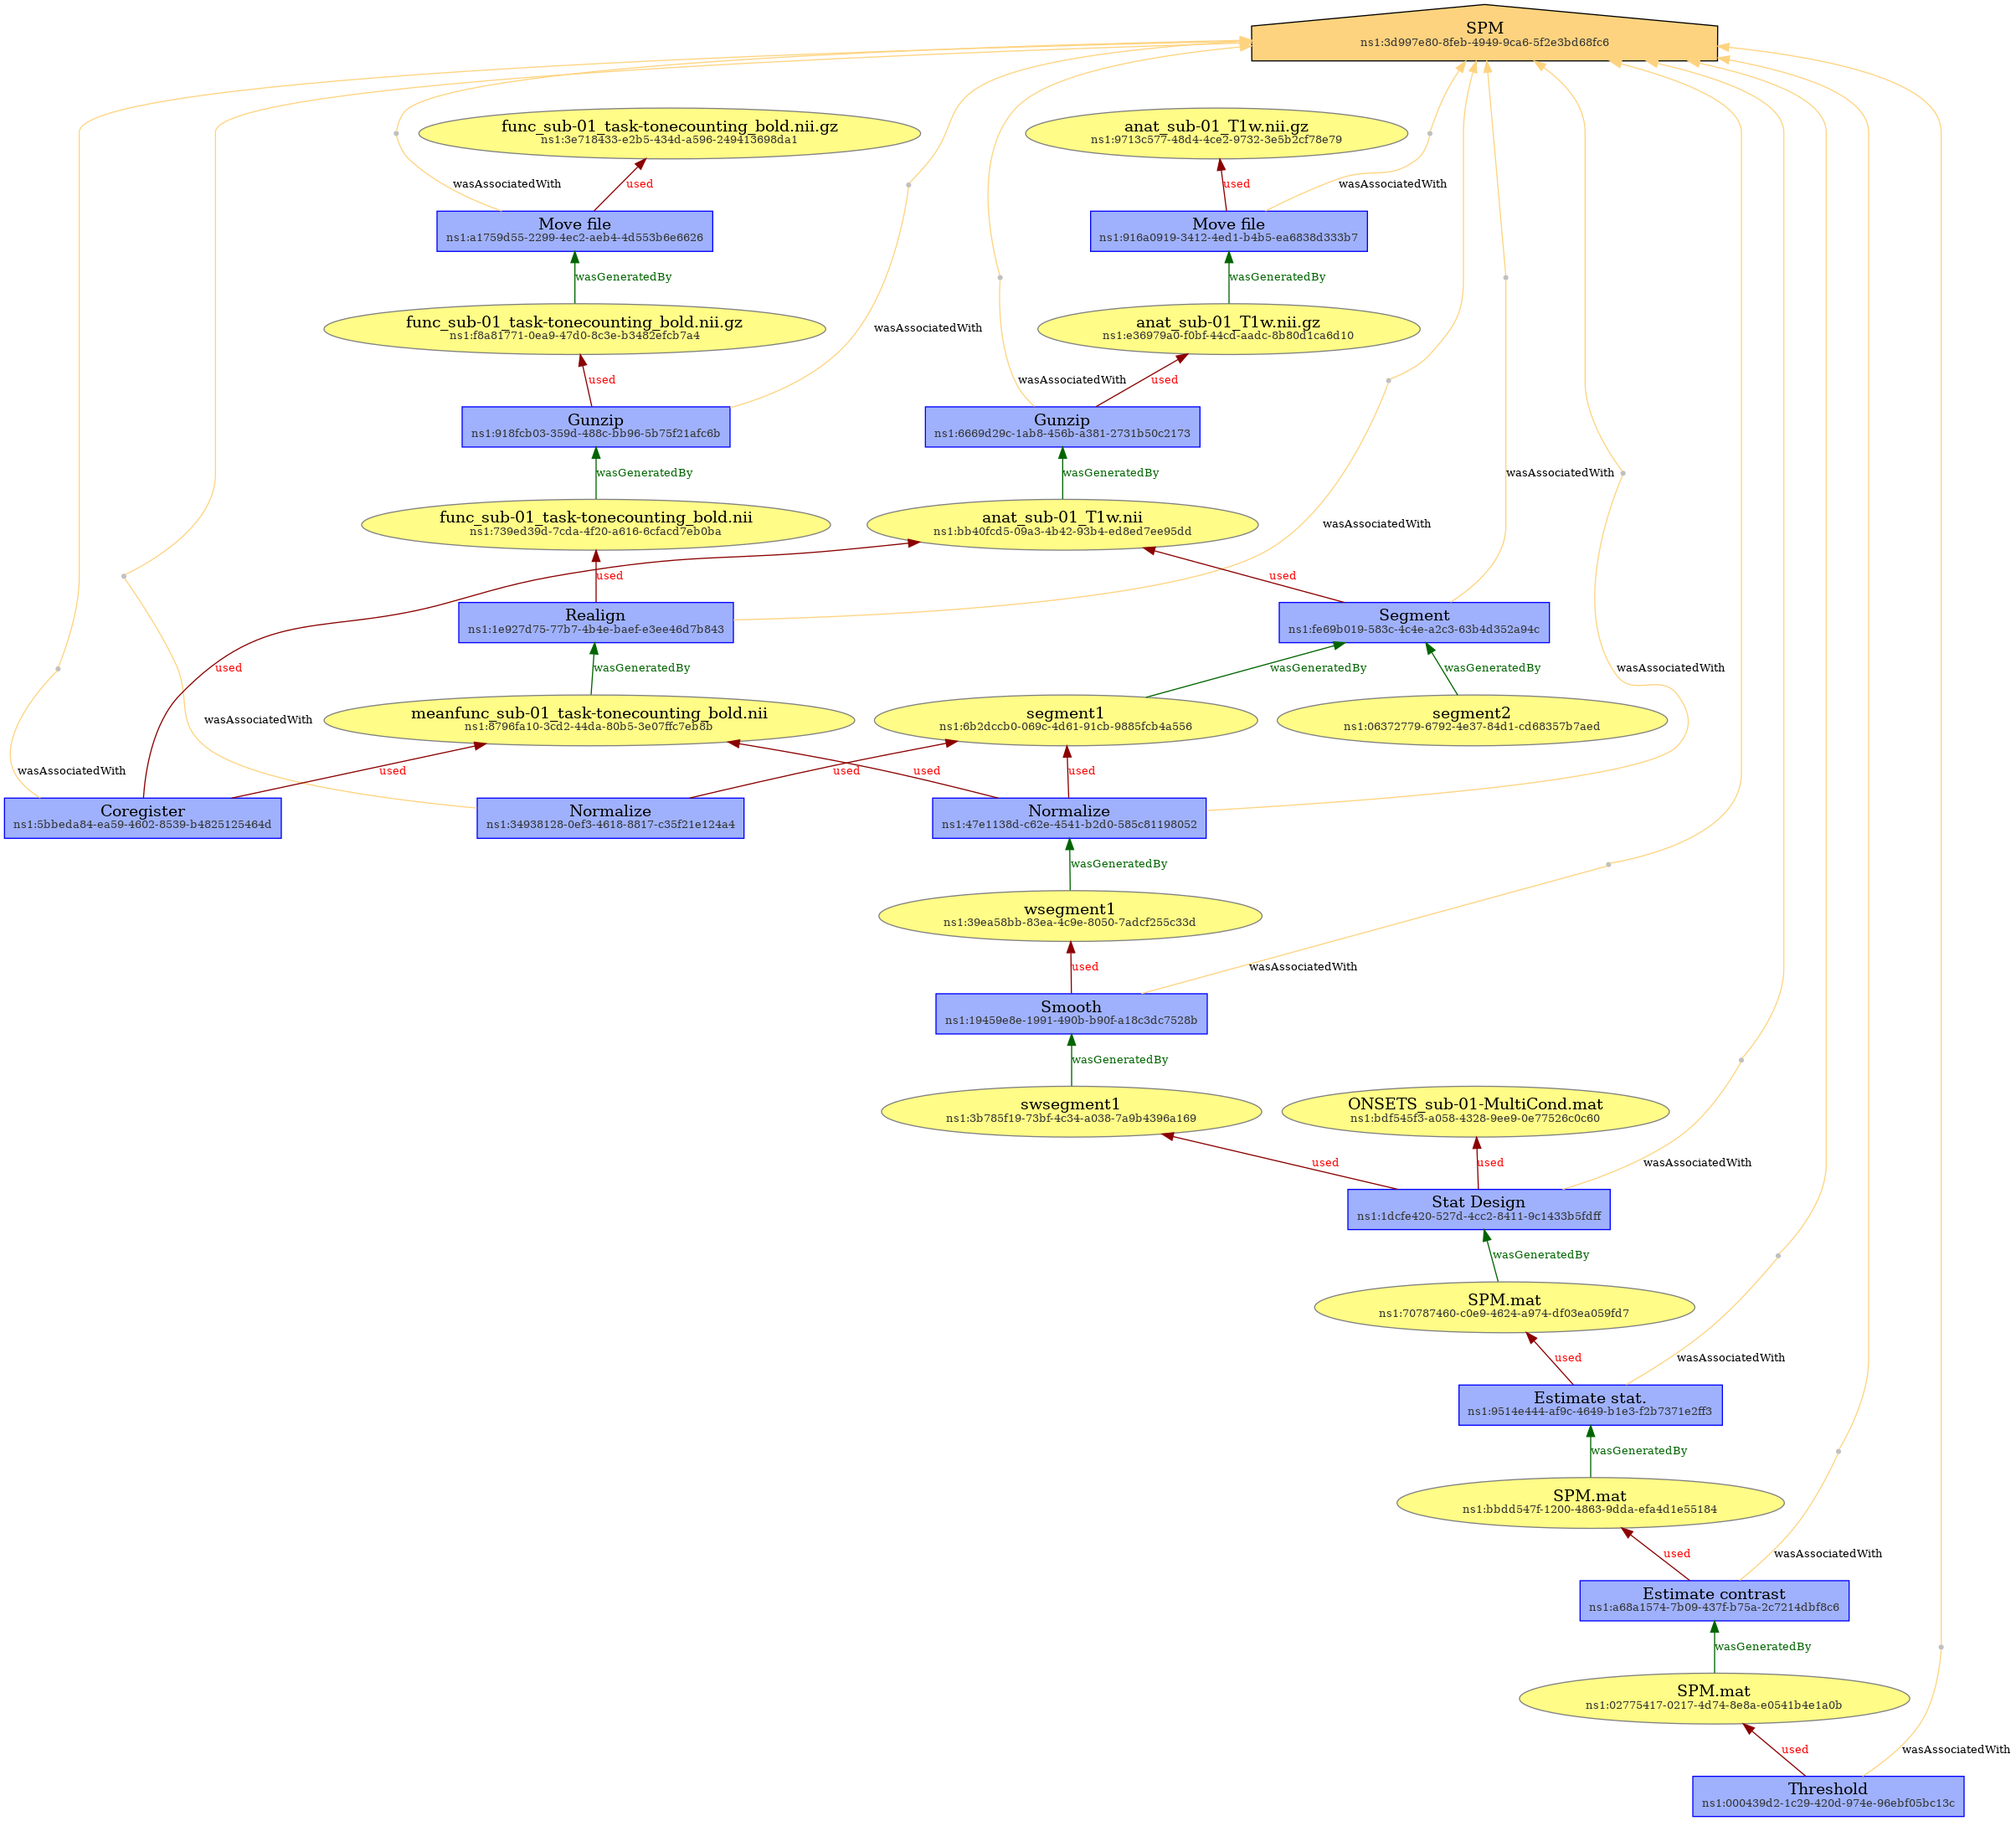 SPM
ns1:3d997e80-8feb-4949-9ca6-5f2e3bd68fc6
func_sub-01_task-tonecounting_bold.nii.gz
ns1:3e718433-e2b5-434d-a596-249413698da1
anat_sub-01_T1w.nii.gz
ns1:9713c577-48d4-4ce2-9732-3e5b2cf78e79
wasAssociatedWith
used
used
wasAssociatedWith
Move file
ns1:a1759d55-2299-4ec2-aeb4-4d553b6e6626
Move file
ns1:916a0919-3412-4ed1-b4b5-ea6838d333b7
wasGeneratedBy
wasGeneratedBy
func_sub-01_task-tonecounting_bold.nii.gz
ns1:f8a81771-0ea9-47d0-8c3e-b3482efcb7a4
wasAssociatedWith
anat_sub-01_T1w.nii.gz
ns1:e36979a0-f0bf-44cd-aadc-8b80d1ca6d10
used
wasAssociatedWith
used
Gunzip
ns1:918fcb03-359d-488c-bb96-5b75f21afc6b
Gunzip
ns1:6669d29c-1ab8-456b-a381-2731b50c2173
wasGeneratedBy
wasGeneratedBy
wasAssociatedWith
func_sub-01_task-tonecounting_bold.nii
ns1:739ed39d-7cda-4f20-a616-6cfacd7eb0ba
anat_sub-01_T1w.nii
ns1:bb40fcd5-09a3-4b42-93b4-ed8ed7ee95dd
wasAssociatedWith
used
used
Realign
ns1:1e927d75-77b7-4b4e-baef-e3ee46d7b843
Segment
ns1:fe69b019-583c-4c4e-a2c3-63b4d352a94c
used
wasGeneratedBy
wasGeneratedBy
wasGeneratedBy
wasAssociatedWith
wasAssociatedWith
meanfunc_sub-01_task-tonecounting_bold.nii
ns1:8796fa10-3cd2-44da-80b5-3e07ffc7eb8b
segment1
ns1:6b2dccb0-069c-4d61-91cb-9885fcb4a556
segment2
ns1:06372779-6792-4e37-84d1-cd68357b7aed
wasAssociatedWith
used
used
used
used
Coregister
ns1:5bbeda84-ea59-4602-8539-b4825125464d
Normalize
ns1:34938128-0ef3-4618-8817-c35f21e124a4
Normalize
ns1:47e1138d-c62e-4541-b2d0-585c81198052
wasGeneratedBy
wsegment1
ns1:39ea58bb-83ea-4c9e-8050-7adcf255c33d
used
wasAssociatedWith
Smooth
ns1:19459e8e-1991-490b-b90f-a18c3dc7528b
wasGeneratedBy
swsegment1
ns1:3b785f19-73bf-4c34-a038-7a9b4396a169
ONSETS_sub-01-MultiCond.mat
ns1:bdf545f3-a058-4328-9ee9-0e77526c0c60
used
used
wasAssociatedWith
Stat Design
ns1:1dcfe420-527d-4cc2-8411-9c1433b5fdff
wasGeneratedBy
SPM.mat
ns1:70787460-c0e9-4624-a974-df03ea059fd7
used
wasAssociatedWith
Estimate stat.
ns1:9514e444-af9c-4649-b1e3-f2b7371e2ff3
wasGeneratedBy
SPM.mat
ns1:bbdd547f-1200-4863-9dda-efa4d1e55184
used
wasAssociatedWith
Estimate contrast
ns1:a68a1574-7b09-437f-b75a-2c7214dbf8c6
wasGeneratedBy
SPM.mat
ns1:02775417-0217-4d74-8e8a-e0541b4e1a0b
used
wasAssociatedWith
Threshold
ns1:000439d2-1c29-420d-974e-96ebf05bc13c